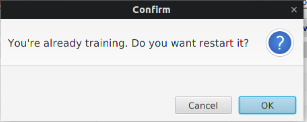 Confirm
You're already training. Do you want restart it?
Cancel
OK